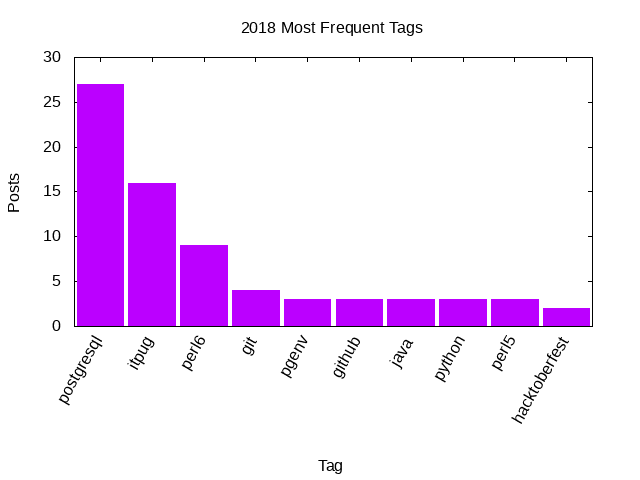 2018 Most Frequent Tags
30
25
20
15
10
5
0
Posts
postgresql
itpug
perl6
git
pgenv
github
java
python
perl5
hacktoberfest
Tag